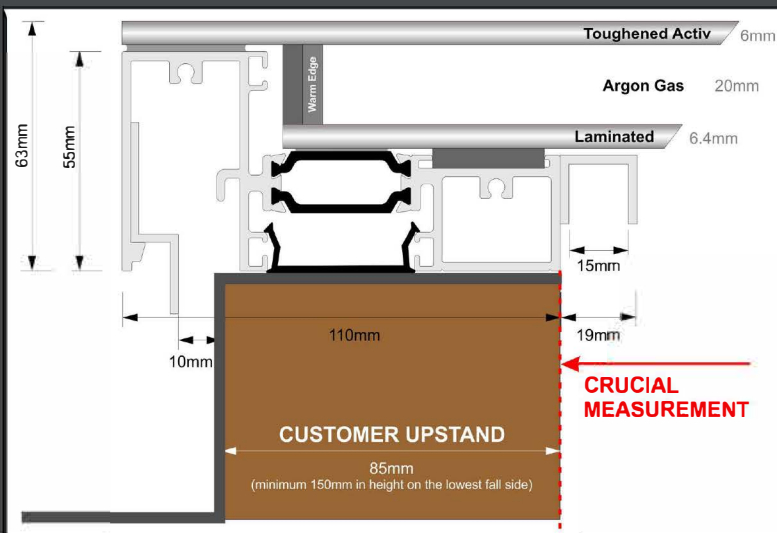 Toughened Activ 6mm
Warm Edge
Argon Gas 20mm
Laminated 6.4mm
63mm
55mm
15mm
110mm
19mm
10mm
CRUCIAL
MEASUREMENT
CUSTOMER UPSTAND
85mm
(minimum 150mm in height on the lowest fall side)